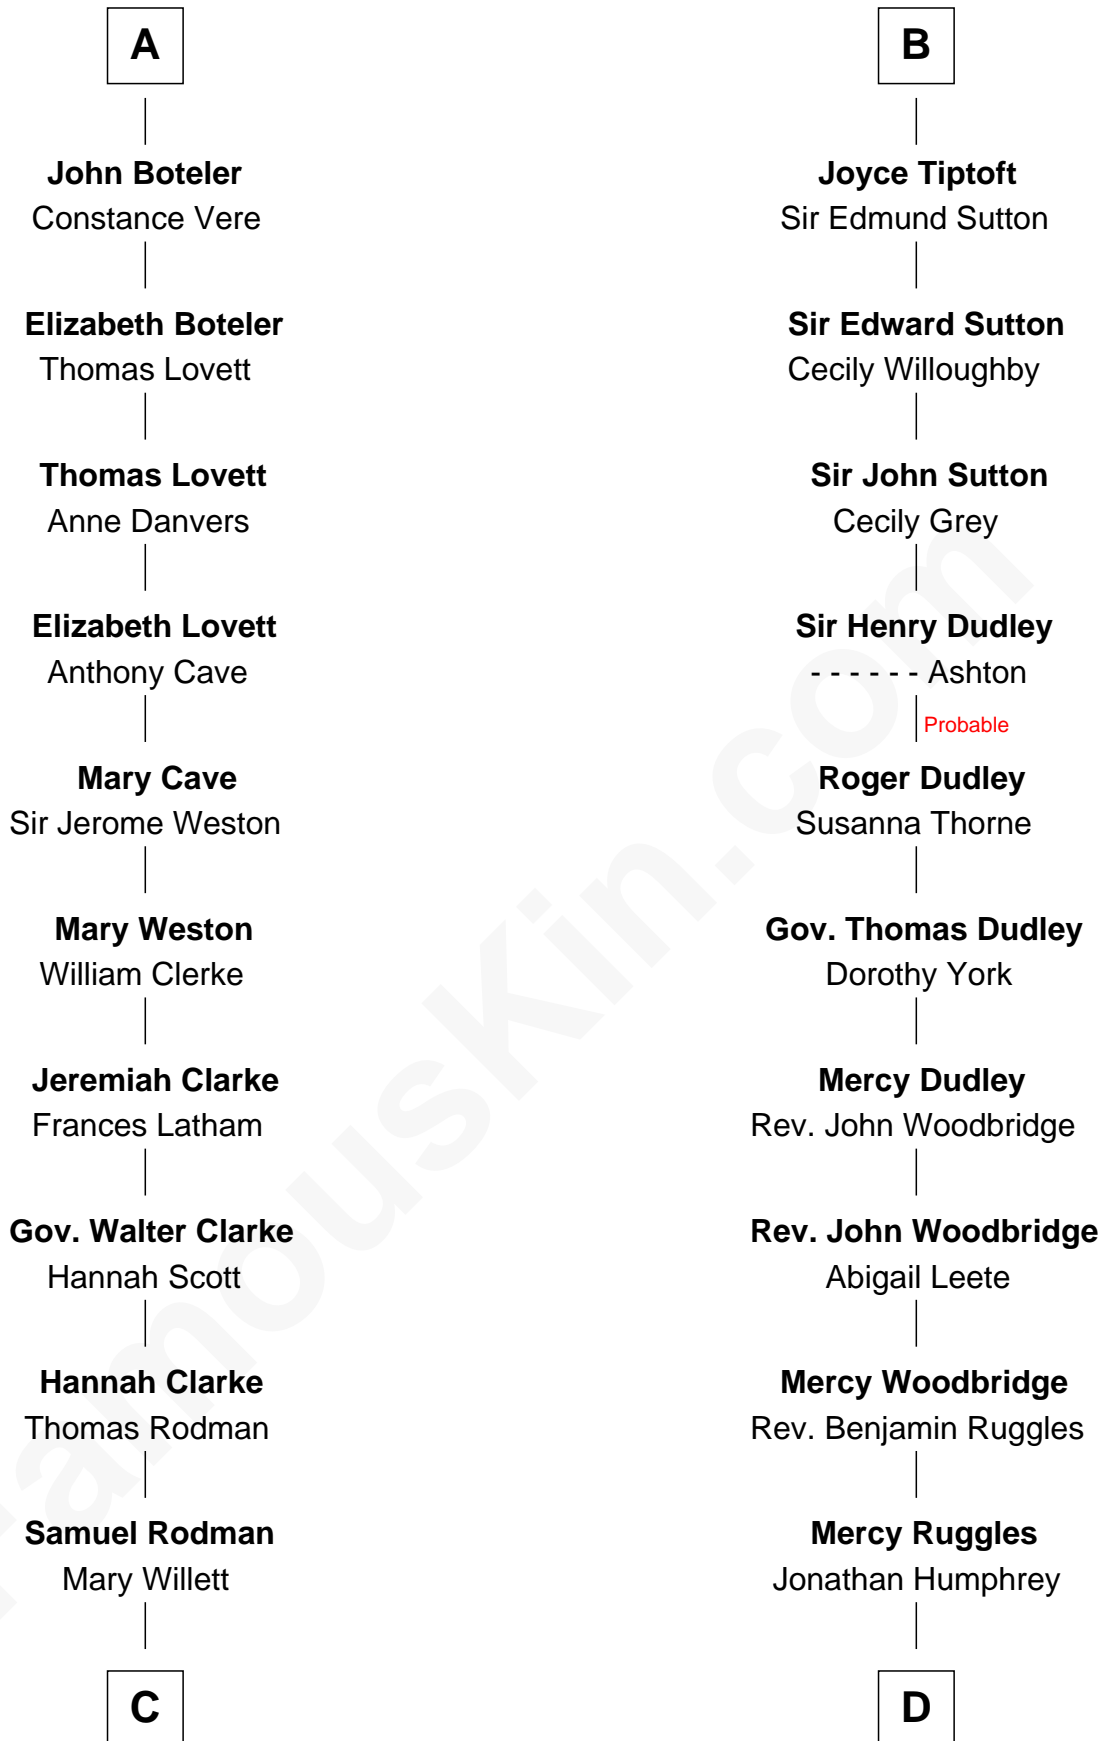 A
John Boteler
Constance Vere
Elizabeth Boteler
Thomas Lovett
Thomas Lovett
Anne Danvers
Elizabeth Lovett
Anthony Cave
Mary Cave
Sir Jerome Weston
Mary Weston
William Clerke
Jeremiah Clarke
Frances Latham
Gov. Walter Clarke
Hannah Scott
Hannah Clarke
Thomas Rodman
Samuel Rodman
Mary Willett
C
B
Joyce Tiptoft
Sir Edmund Sutton
Sir Edward Sutton
Cecily Willoughby
Sir John Sutton
Cecily Grey
Sir Henry Dudley
- - - - - - Ashton
Probable
Roger Dudley
Susanna Thorne
Gov. Thomas Dudley
Dorothy York
Mercy Dudley
Rev. John Woodbridge
Rev. John Woodbridge
Abigail Leete
Mercy Woodbridge
Rev. Benjamin Ruggles
Mercy Ruggles
Jonathan Humphrey
D
FamousKin.com